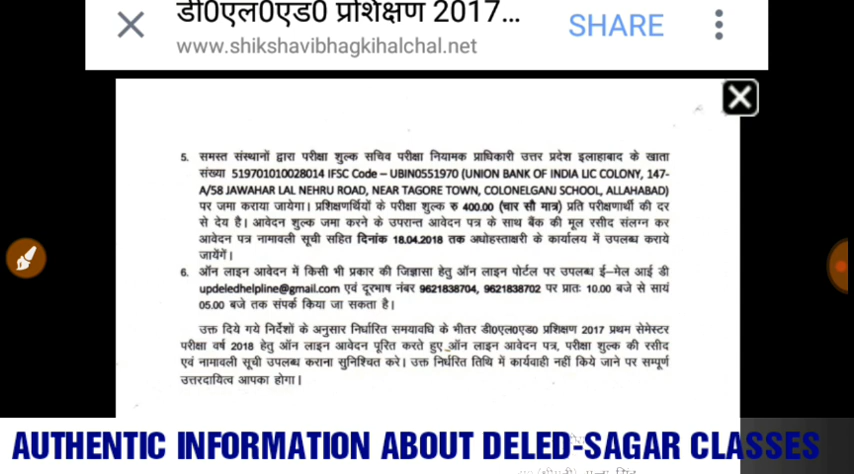 डी0एल0एड0 प्रशिक्षण 2017...
www.shikshavibhagkihalchal.net
SHARE
5. समस्त संस्थानों द्वारा परीक्षा शुल्क सचिव परीक्षा नियामक प्राधिकारी उत्तर प्रदेश इलाहाबाद के खाता
संख्या 519701010028014 IFSC Code – UBIN0551970 (UNION BANK OF INDIA LIC COLONY, 147-
A/58 JAWAHAR LAL NEHRU ROAD, NEAR TAGORE TOWN, COLONELGANJ SCHOOL, ALLAHABAD)
पर जमा कराया जायेगा। प्रशिक्षणर्थियों के परीक्षा शुल्क रु 400.00 (चार सौ मात्र) प्रति परीक्षणार्थी की दर
से देय है। आवेदन शुल्क जमा करने के उपरान्त आवेदन पत्र के साथ बैंक की मूल रसीद संलग्न कर
आवेदन पत्र नामावली सूची सहित दिनांक 18.04.2018 तक अधोहस्ताक्षरी के कार्यालय में उपलब्ध कराये
जायेंगें।
6. ऑन लाइन आवेदन में किसी भी प्रकार की जिज्ञासा हेतु ऑन लाइन पोर्टल पर उपलब्ध ई–मेल आई डी
updeledhelpline@gmail.com एवं दूरभाष नंबर 9621838704, 9621838702 पर प्रातः 10.00 बजे से सायं
05.00 बजे तक संपर्क किया जा सकता है।
उक्त दिये गये निर्देशों के अनुसार निर्धारित समयावधि के भीतर डी0एल0एड0 प्रशिक्षण 2017 प्रथम सेमेस्टर
परीक्षा वर्ष 2018 हेतु ऑन लाइन आवेदन पूरित करते हुए ऑन लाइन आवेदन पत्र, परीक्षा शुल्क की रसीद
एवं नामावली सूची उपलब्ध कराना सुनिश्चित करे। उक्त निर्धरित तिथि में कार्यवाही नहीं किये जाने पर सम्पूर्ण
उत्तरदायित्व आपका होगा।
AUTHENTIC INFORMATION ABOUT DELED-SAGAR CLASSES